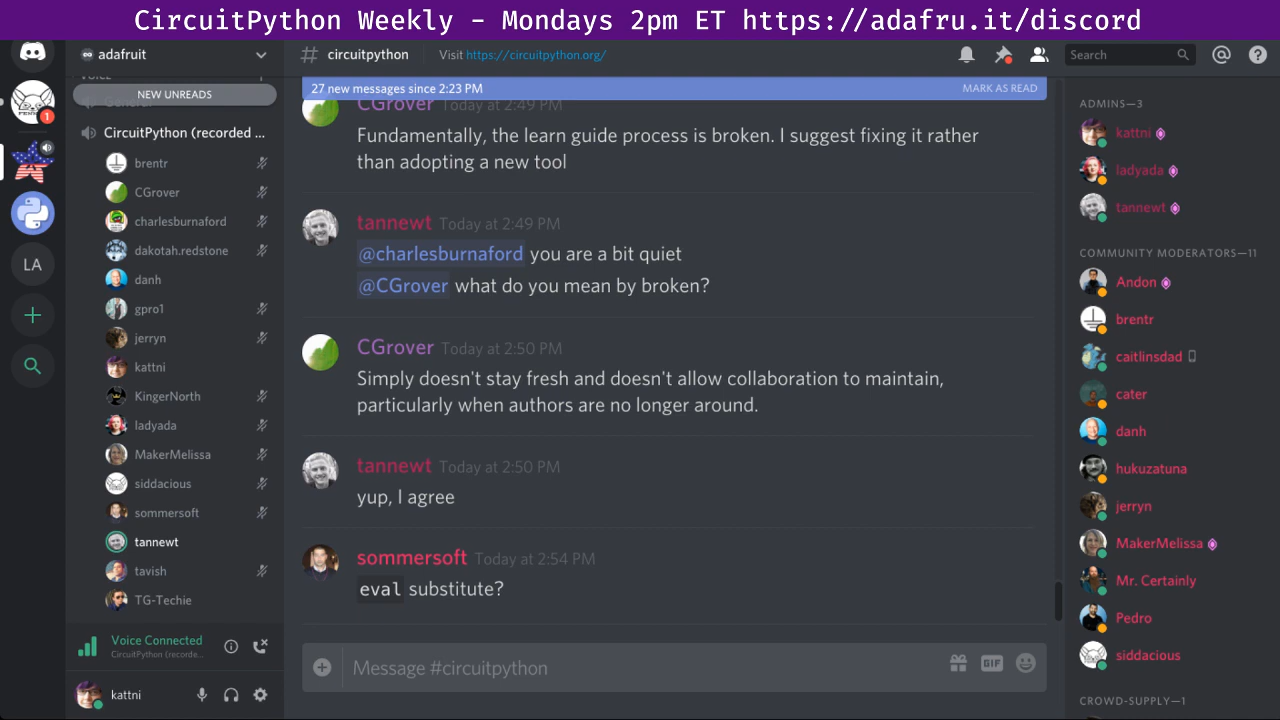 CircuitPython Weekly - Mondays 2pm ET https://adafru.it/discord
adafruit
NEW UNREADS
General
CircuitPython (recorded ...
brentr
CGrover
charlesburnaford
dakotah.redstone
danh
gpro1
jerryn
kattni
KingerNorth
ladyada
MakerMelissa
siddacious
sommersoft
tannewt
tavish
TG-Techie
Voice Connected
CircuitPython (recorde...
kattni
1
LA
# circuitpython
Visit https://circuitpython.org/
Search
27 new messages since 2:23 PM
MARK AS READ
CGrover Today at 2:49 PM
Fundamentally, the learn guide process is broken. I suggest fixing it rather
than adopting a new tool
tannewt Today at 2:49 PM
@charlesburnaford you are a bit quiet
@CGrover what do you mean by broken?
CGrover Today at 2:50 PM
Simply doesn't stay fresh and doesn't allow collaboration to maintain,
particularly when authors are no longer around.
tannewt Today at 2:50 PM
yup, I agree
sommersoft Today at 2:54 PM
eval substitute?
Message #circuitpython
GIF
ADMINS—3
kattni
ladyada
tannewt
COMMUNITY MODERATORS—11
Andon
brentr
caitlinsdad
cater
danh
hukuzatuna
jerryn
MakerMelissa
Mr. Certainly
Pedro
siddacious
CROWD-SUPPLY—1